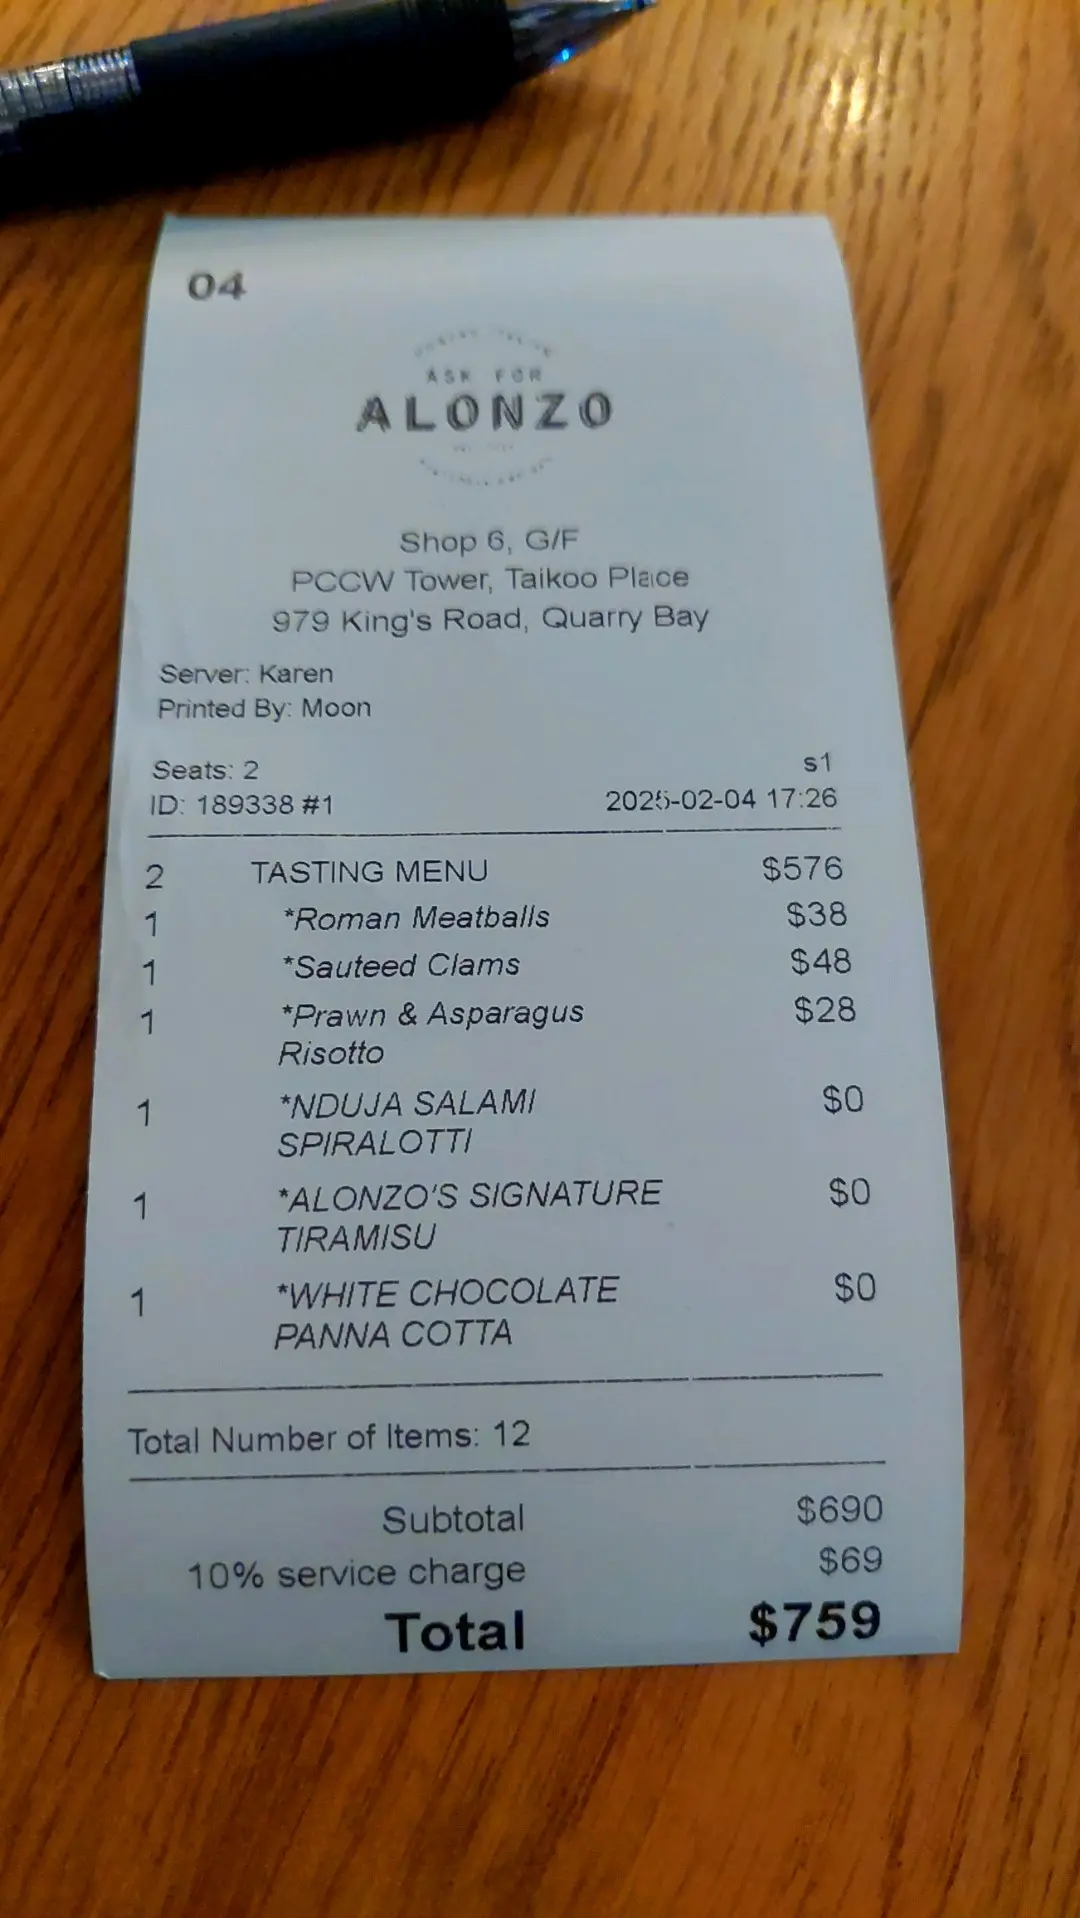 04
ASK FOR
ALONZO
Shop 6, G/F
PCCW Tower, Taikoo Place
979 King's Road, Quarry Bay
Server: Karen
Printed By: Moon
Seats: 2 s1
ID: 189338 #1 2025-02-04 17:26
2 TASTING MENU $576
1 *Roman Meatballs $38
1 *Sauteed Clams $48
1 *Prawn & Asparagus $28
Risotto
1 *NDUJA SALAMI $0
SPIRALOTTI
1 *ALONZO'S SIGNATURE $0
TIRAMISU
1 *WHITE CHOCOLATE $0
PANNA COTTA
Total Number of Items: 12
Subtotal $690
10% service charge $69
Total $759